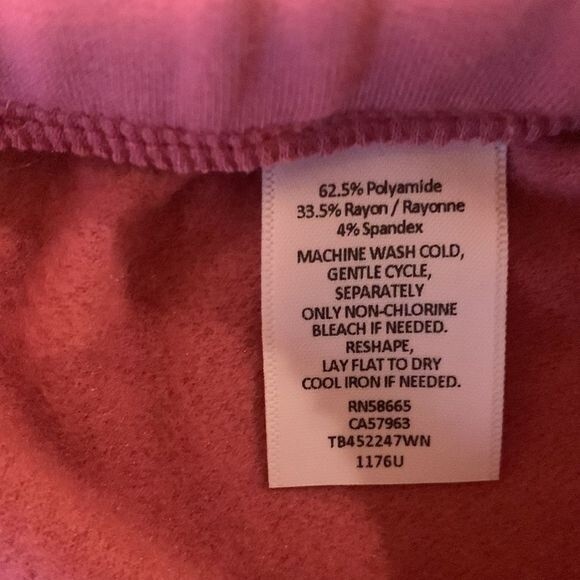 62.5% Polyamide
33.5% Rayon / Rayonne
4% Spandex
MACHINE WASH COLD,
GENTLE CYCLE,
SEPARATELY
ONLY NON-CHLORINE
BLEACH IF NEEDED.
RESHAPE,
LAY FLAT TO DRY
COOL IRON IF NEEDED.
RN58665
CA57963
TB452247WN
1176U